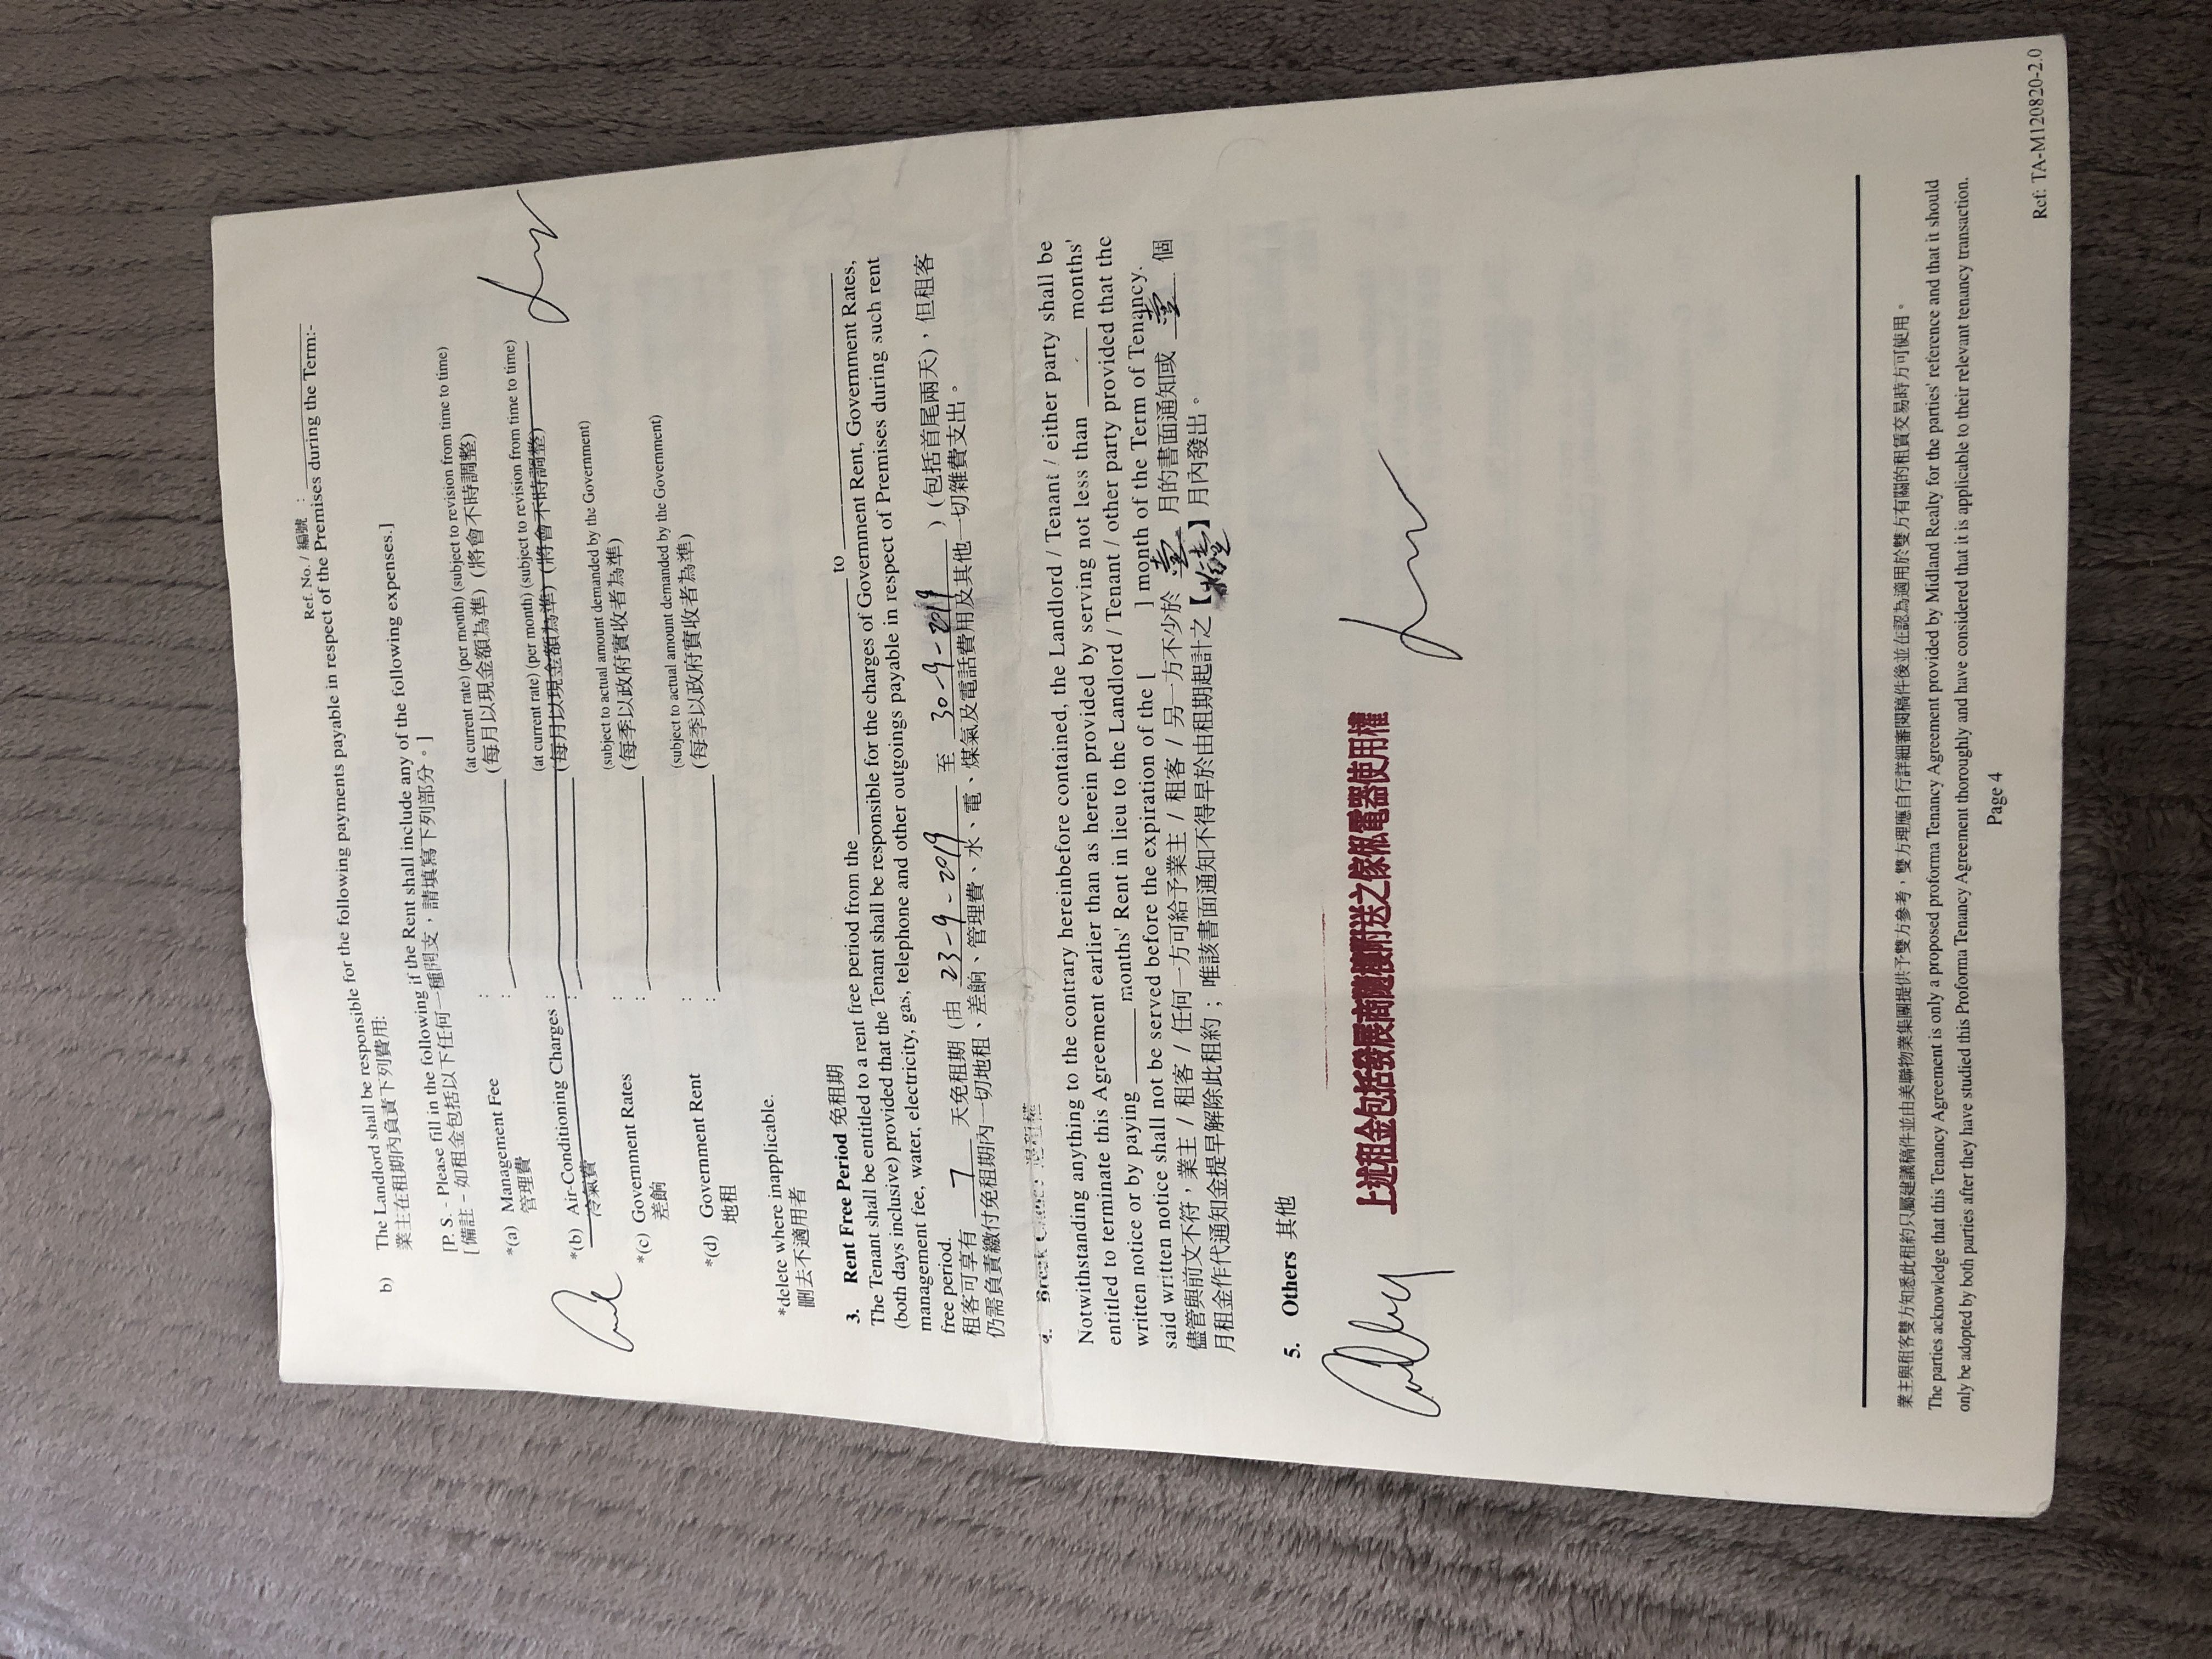 Ref. No. / 編號 :
b) The Landlord shall be responsible for the following payments payable in respect of the Premises during the Term:-
業主在租期內負責下列費用:
[P. S. - Please fill in the following if the Rent shall include any of the following expenses.]
[備註 – 如租金包括以下任何一種開支，請填寫下列部分。]
*(a) Management Fee : (at current rate) (per month) (subject to revision from time to time)
管理費 : (每月以現金額為準) (將會不時調整)
*(b) Air-Conditioning Charges : (at current rate) (per month) (subject to revision from time to time)
冷氣費 : (每月以現金額為準) (將會不時調整)
*(c) Government Rates : (subject to actual amount demanded by the Government)
差餉 : (每季以政府實收者為準)
*(d) Government Rent : (subject to actual amount demanded by the Government)
地租 : (每季以政府實收者為準)
*delete where inapplicable.
刪去不適用者
3. Rent Free Period 免租期
The Tenant shall be entitled to a rent free period from the ________ to ________
(both days inclusive) provided that the Tenant shall be responsible for the charges of Government Rent, Government Rates,
management fee, water, electricity, gas, telephone and other outgoings payable in respect of Premises during such rent
free period.
租客可享有 7 天免租期 (由 23-9-2019 至 30-9-2019 ) (包括首尾兩天)，但租客
仍需負責繳付免租期內一切地租、差餉、管理費、水、電、煤氣及電話費用及其他一切雜費支出。
4. Break Clause
Notwithstanding anything to the contrary hereinbefore contained, the Landlord / Tenant / either party shall be
entitled to terminate this Agreement earlier than as herein provided by serving not less than ____ months'
written notice or by paying ____ months' Rent in lieu to the Landlord / Tenant / other party provided that the
said written notice shall not be served before the expiration of the [ ] month of the Term of Tenancy.
儘管與前文不符，業主 / 租客 / 任何一方可給予業主 / 租客 / 另一方不少於 壹 月的書面通知或 壹 個
月租金作代通知金提早解除此租約；唯該書面通知不得早於由租期起計之【拾壹】月內發出。
5. Others 其他
上述租金包括發展商隨樓附送之傢俬電器使用權
業主與租客雙方知悉此租約只屬建議稿件並由美聯物業集團提供予雙方參考，雙方理應自行詳細審閱稿件後並在認為適用於雙方有關的租賃交易時方可使用。
The parties acknowledge that this Tenancy Agreement is only a proposed proforma Tenancy Agreement provided by Midland Realty for the parties' reference and that it should
only be adopted by both parties after they have studied this Proforma Tenancy Agreement thoroughly and have considered that it is applicable to their relevant tenancy transaction.
Page 4
Ref: TA-M120820-2.0